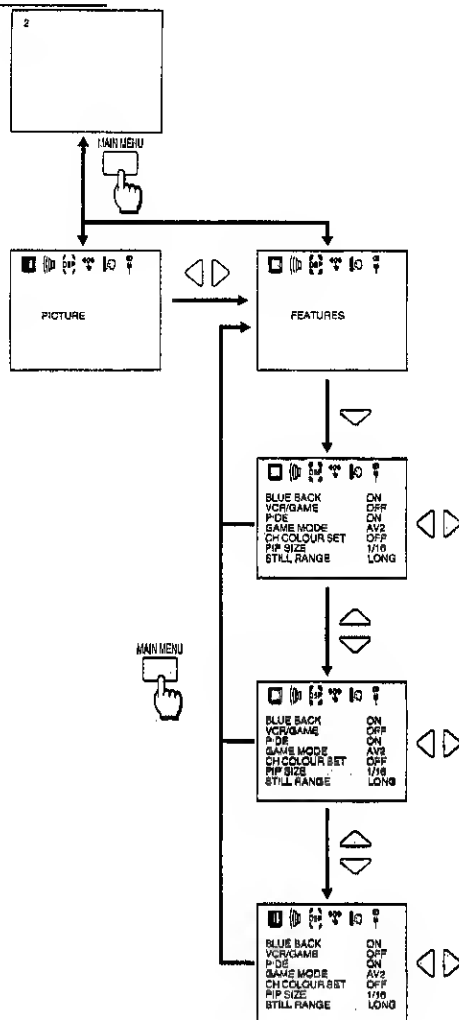 2
MAIN MENU
PICTURE
FEATURES
BLUE BACK ON
VCR/GAME OFF
P·DE ON
GAME MODE AV2
CH COLOUR SET OFF
PIP SIZE 1/16
STILL RANGE LONG
MAIN MENU
BLUE BACK ON
VCR/GAME OFF
P·DE ON
GAME MODE AV2
CH COLOUR SET OFF
PIP SIZE 1/16
STILL RANGE LONG
BLUE BACK ON
VCR/GAME OFF
P·DE ON
GAME MODE AV2
CH COLOUR SET OFF
PIP SIZE 1/16
STILL RANGE LONG